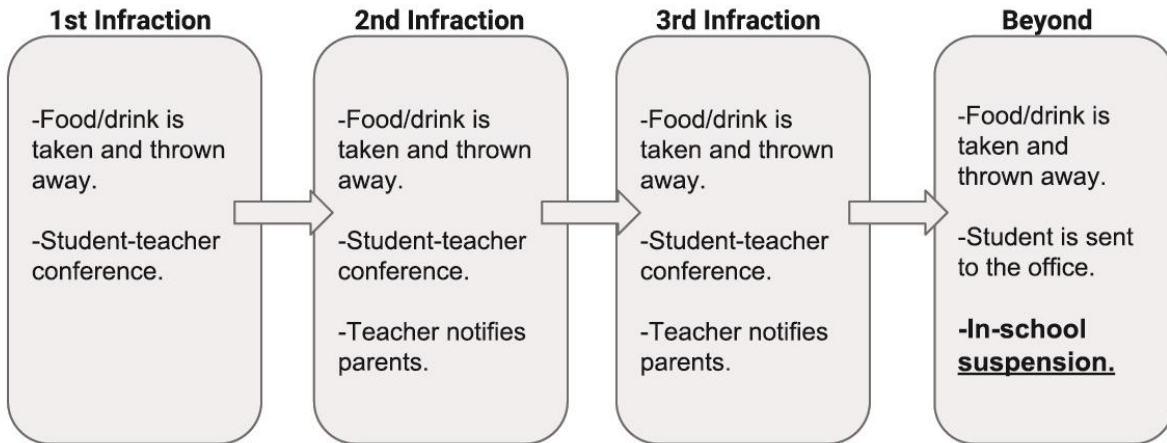 1st Infraction
-Food/drink is
taken and thrown
away.
-Student-teacher
conference.
2nd Infraction
-Food/drink is
taken and thrown
away.
-Student-teacher
conference.
-Teacher notifies
parents.
3rd Infraction
-Food/drink is
taken and thrown
away.
-Student-teacher
conference.
-Teacher notifies
parents.
Beyond
-Food/drink is
taken and
thrown away.
-Student is sent
to the office.
-In-school
suspension.